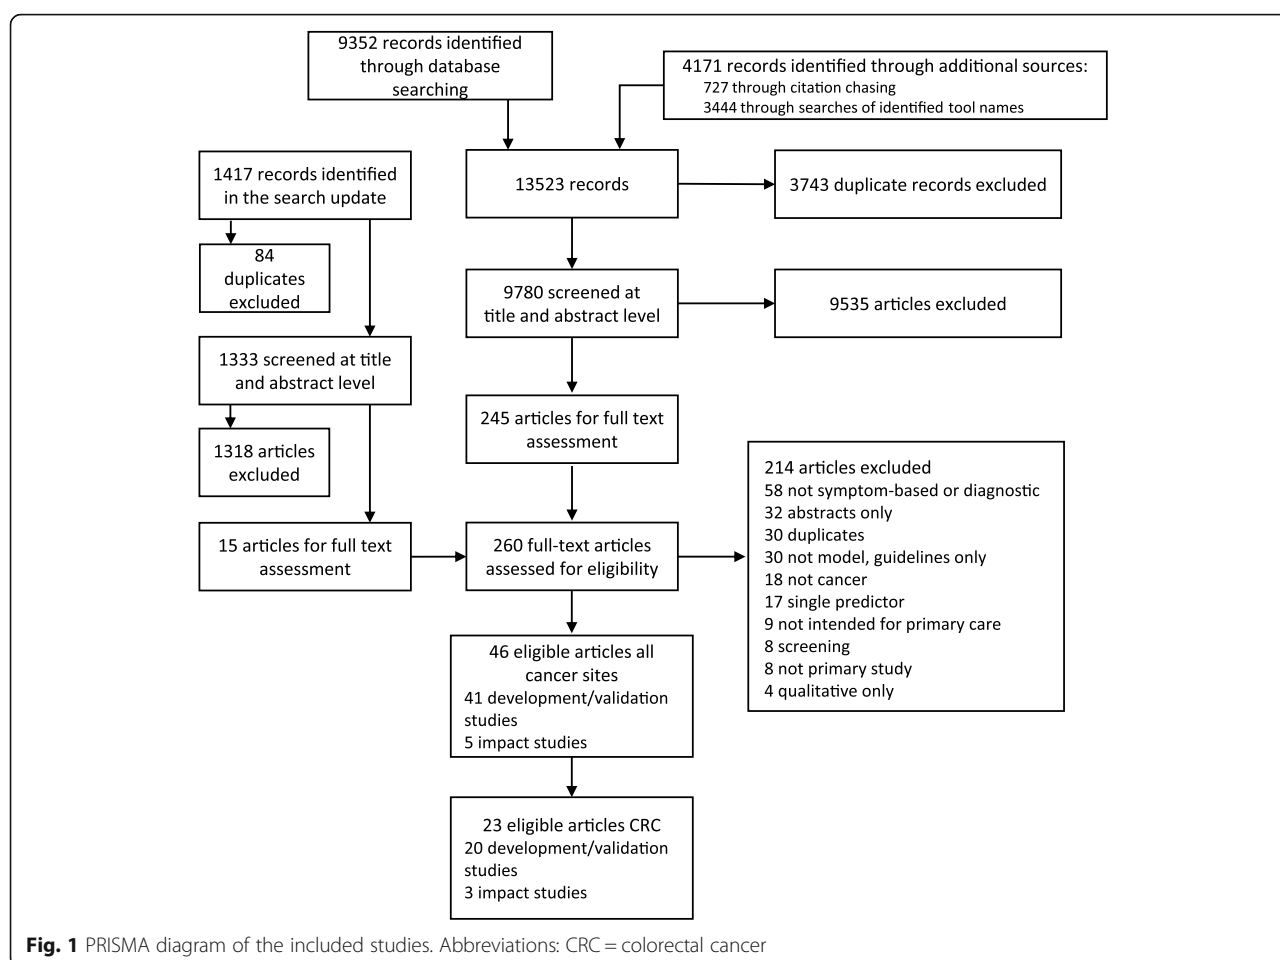 9352 records identified
through database
searching
4171 records identified through additional sources:
727 through citation chasing
3444 through searches of identified tool names
1417 records identified
in the search update
13523 records
3743 duplicate records excluded
84
duplicates
excluded
9780 screened at
title and abstract level
9535 articles excluded
1333 screened at title
and abstract level
245 articles for full text
assessment
1318 articles
excluded
214 articles excluded
58 not symptom-based or diagnostic
32 abstracts only
30 duplicates
30 not model, guidelines only
18 not cancer
17 single predictor
9 not intended for primary care
8 screening
8 not primary study
4 qualitative only
15 articles for full text
assessment
260 full-text articles
assessed for eligibility
46 eligible articles all
cancer sites
41 development/validation
studies
5 impact studies
23 eligible articles CRC
20 development/validation
studies
3 impact studies
Fig. 1 PRISMA diagram of the included studies. Abbreviations: CRC = colorectal cancer